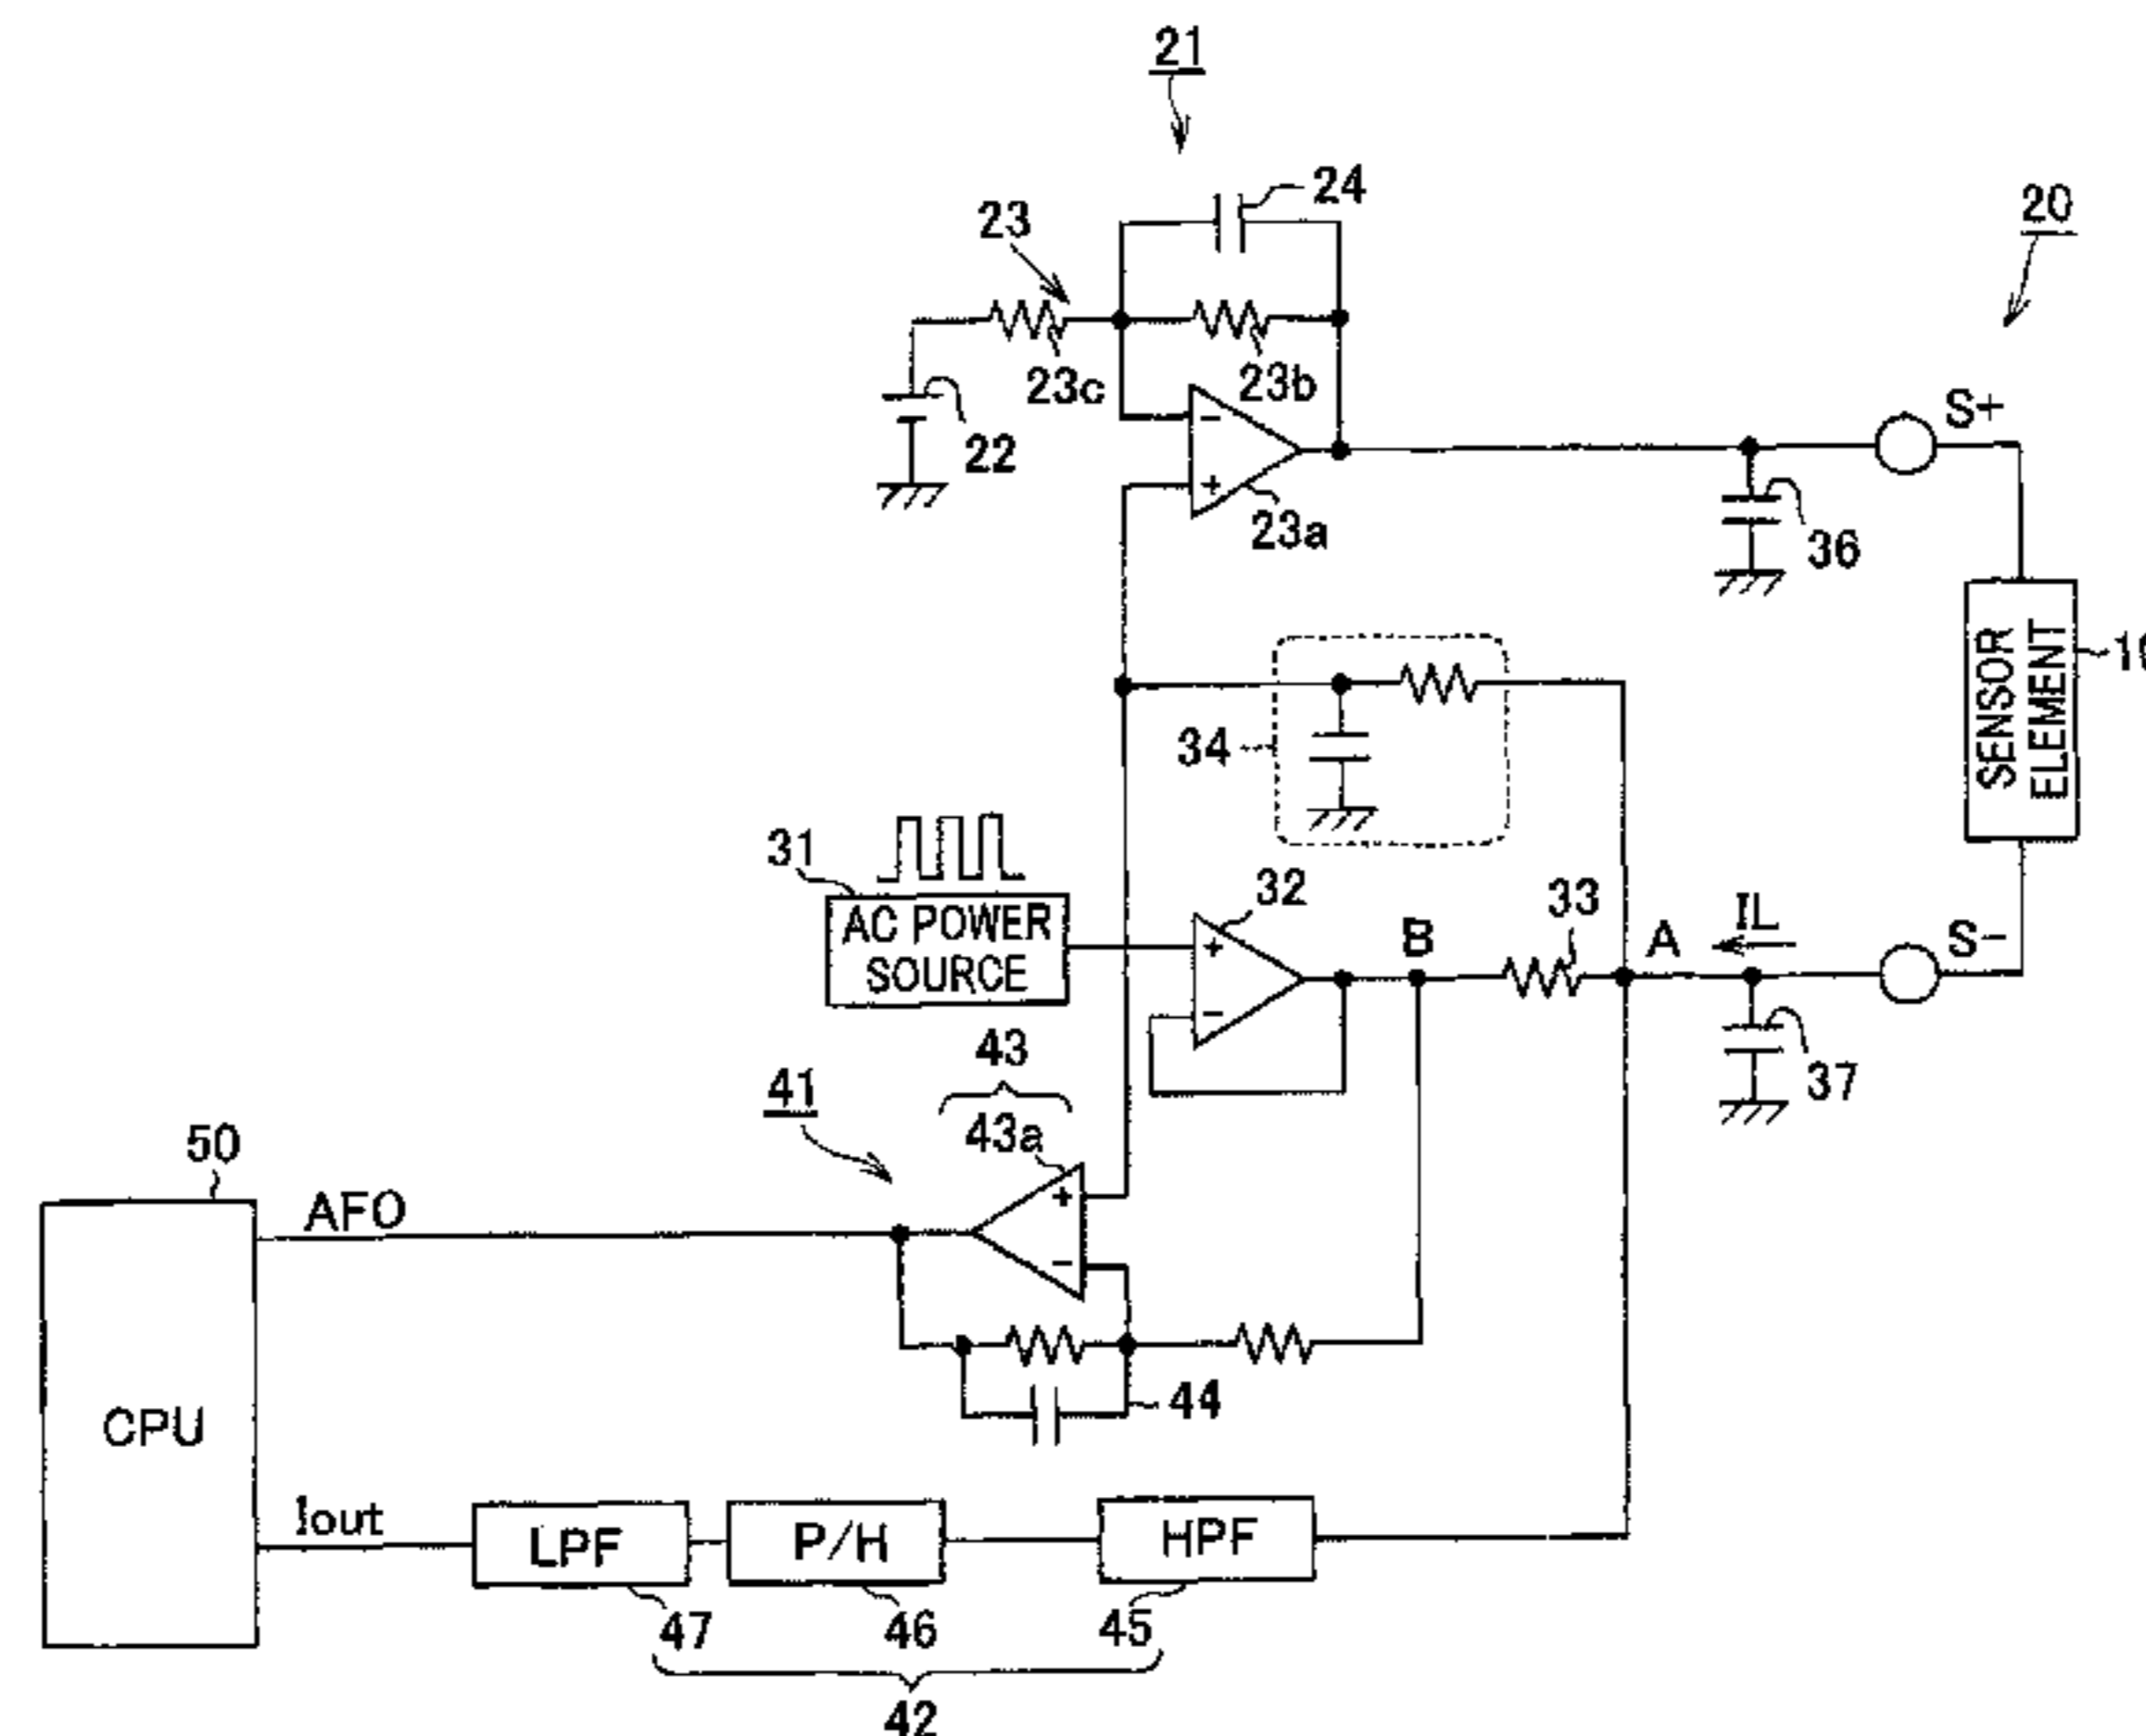 21
24
23
20
23c
23b
S+
22
23a
36
SENSOR
ELEMENT
34
31
32
33
AC POWER
SOURCE
B
A
IL
S-
43
37
41
43a
50
AFO
CPU
44
Iout
LPF
P/H
HPF
47
46
45
42